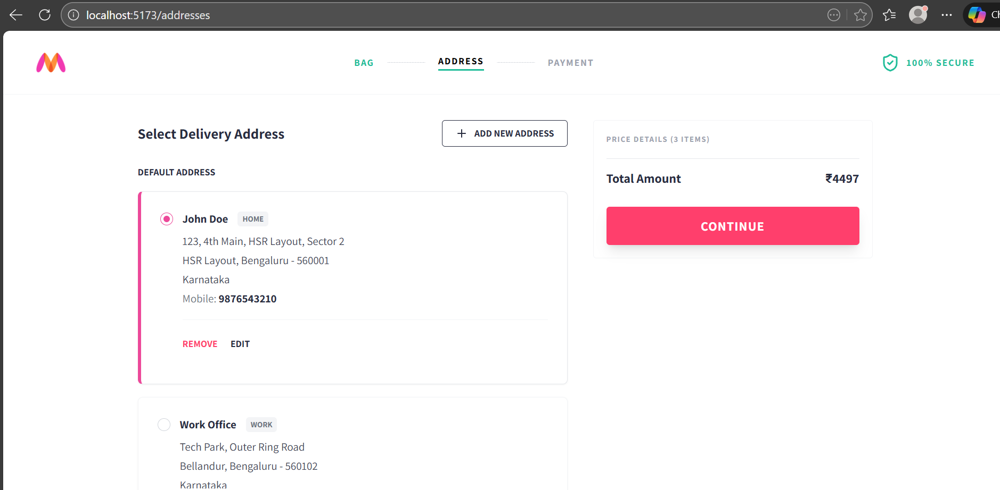 localhost:5173/addresses
BAG
ADDRESS
PAYMENT
100% SECURE
Select Delivery Address
ADD NEW ADDRESS
DEFAULT ADDRESS
John Doe HOME
123, 4th Main, HSR Layout, Sector 2
HSR Layout, Bengaluru - 560001
Karnataka
Mobile: 9876543210
REMOVE EDIT
Work Office WORK
Tech Park, Outer Ring Road
Bellandur, Bengaluru - 560102
Karnataka
PRICE DETAILS (3 ITEMS)
Total Amount ₹4497
CONTINUE